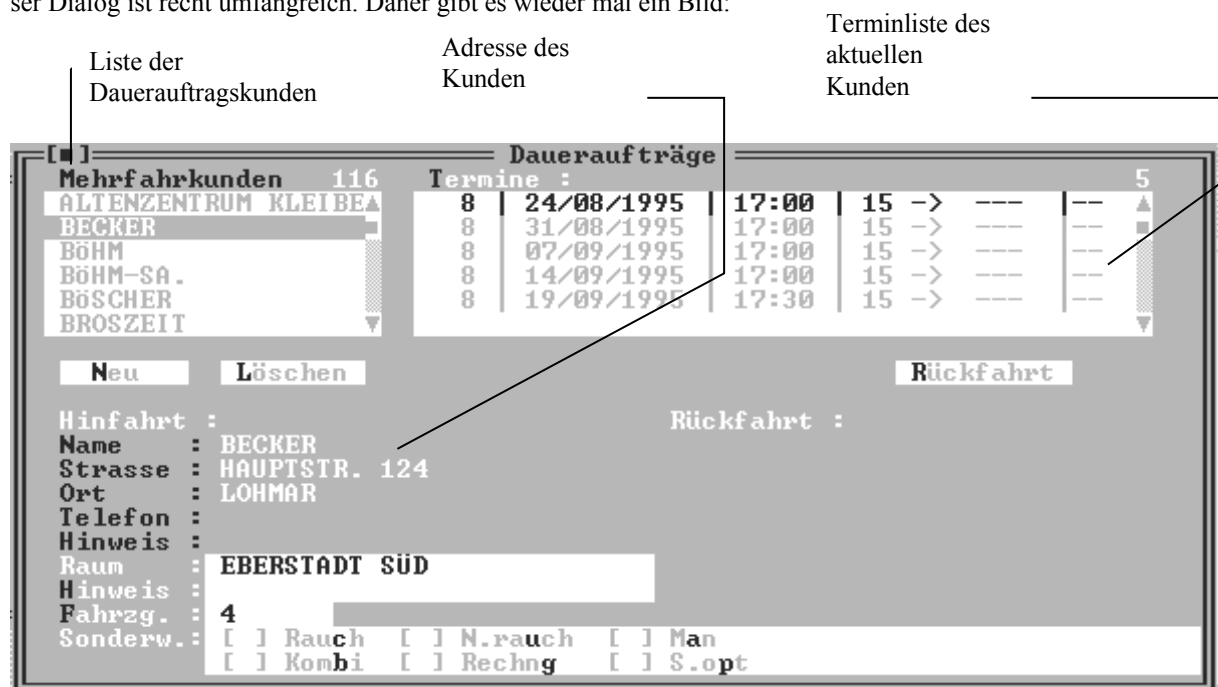 ser Dialog ist recht umfangreich. Daher gibt es wieder mal ein Bild:
Liste der
Dauerauftragskunden
Adresse des
Kunden
Terminliste des
aktuellen
Kunden
[■] Daueraufträge
Mehrfahrkunden 116
ALTENZENTRUM KLEIBE
BECKER
BöHM
BöHM-SA.
BöSCHER
BROSZEIT
Termine : 5
8 | 24/08/1995 | 17:00 | 15 -> --- |--
8 | 31/08/1995 | 17:00 | 15 -> --- |--
8 | 07/09/1995 | 17:00 | 15 -> --- |--
8 | 14/09/1995 | 17:00 | 15 -> --- |--
8 | 19/09/1995 | 17:30 | 15 -> --- |--
Neu Löschen Rückfahrt
Hinfahrt : Rückfahrt :
Name : BECKER
Strasse : HAUPTSTR. 124
Ort : LOHMAR
Telefon :
Hinweis :
Raum : EBERSTADT SÜD
Hinweis :
Fahrzg. : 4
Sonderw.: [ ] Rauch [ ] N.rauch [ ] Man
[ ] Kombi [ ] Rechng [ ] S.opt